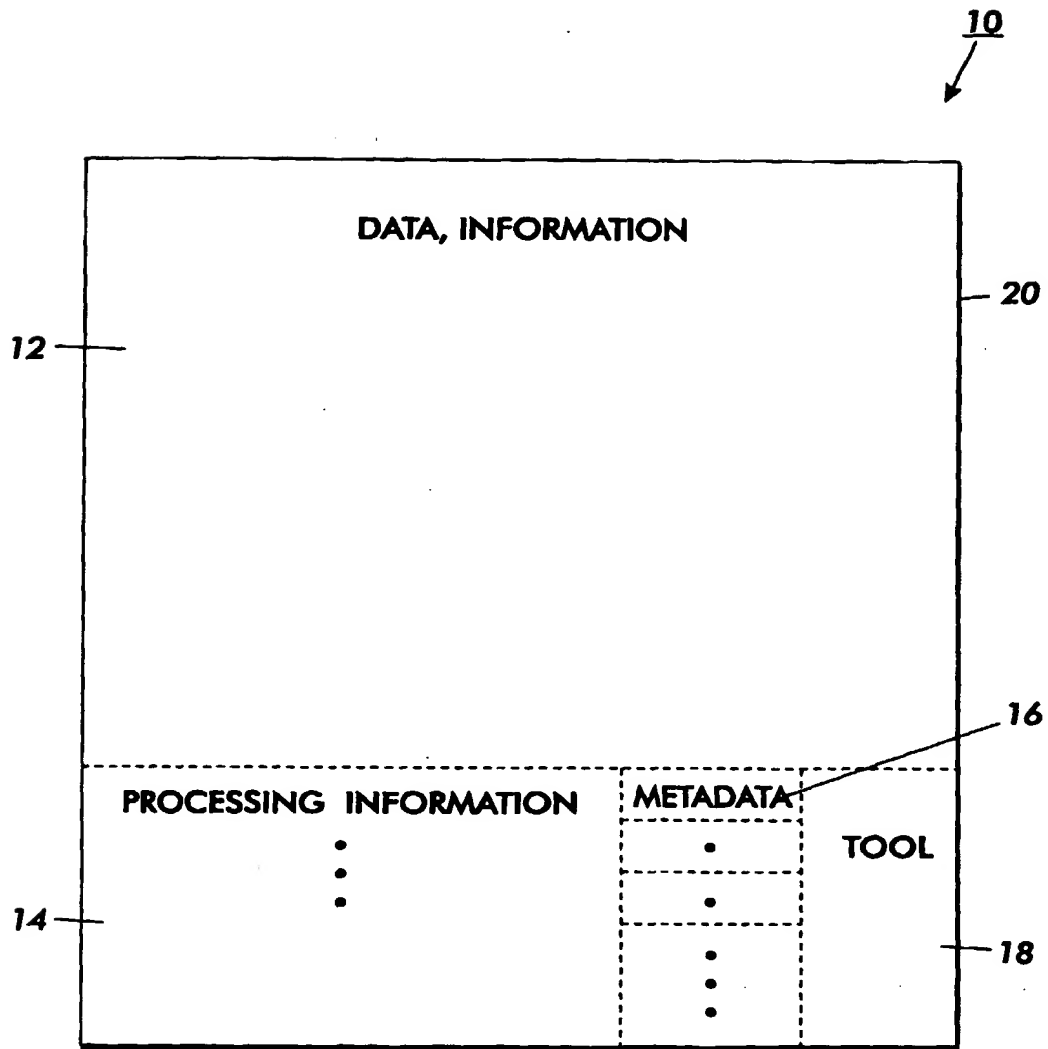 10
DATA, INFORMATION
20
12
16
PROCESSING INFORMATION
METADATA
TOOL
14
18